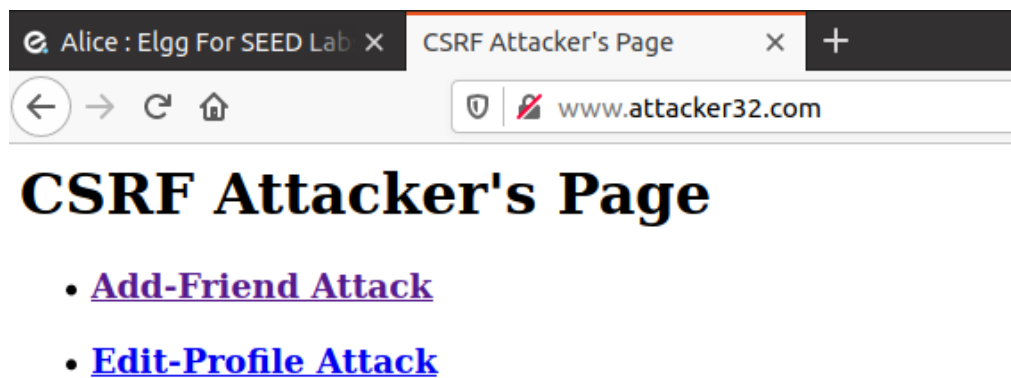 Alice : Elgg For SEED Lab
CSRF Attacker's Page
www.attacker32.com
CSRF Attacker's Page
• Add-Friend Attack
• Edit-Profile Attack